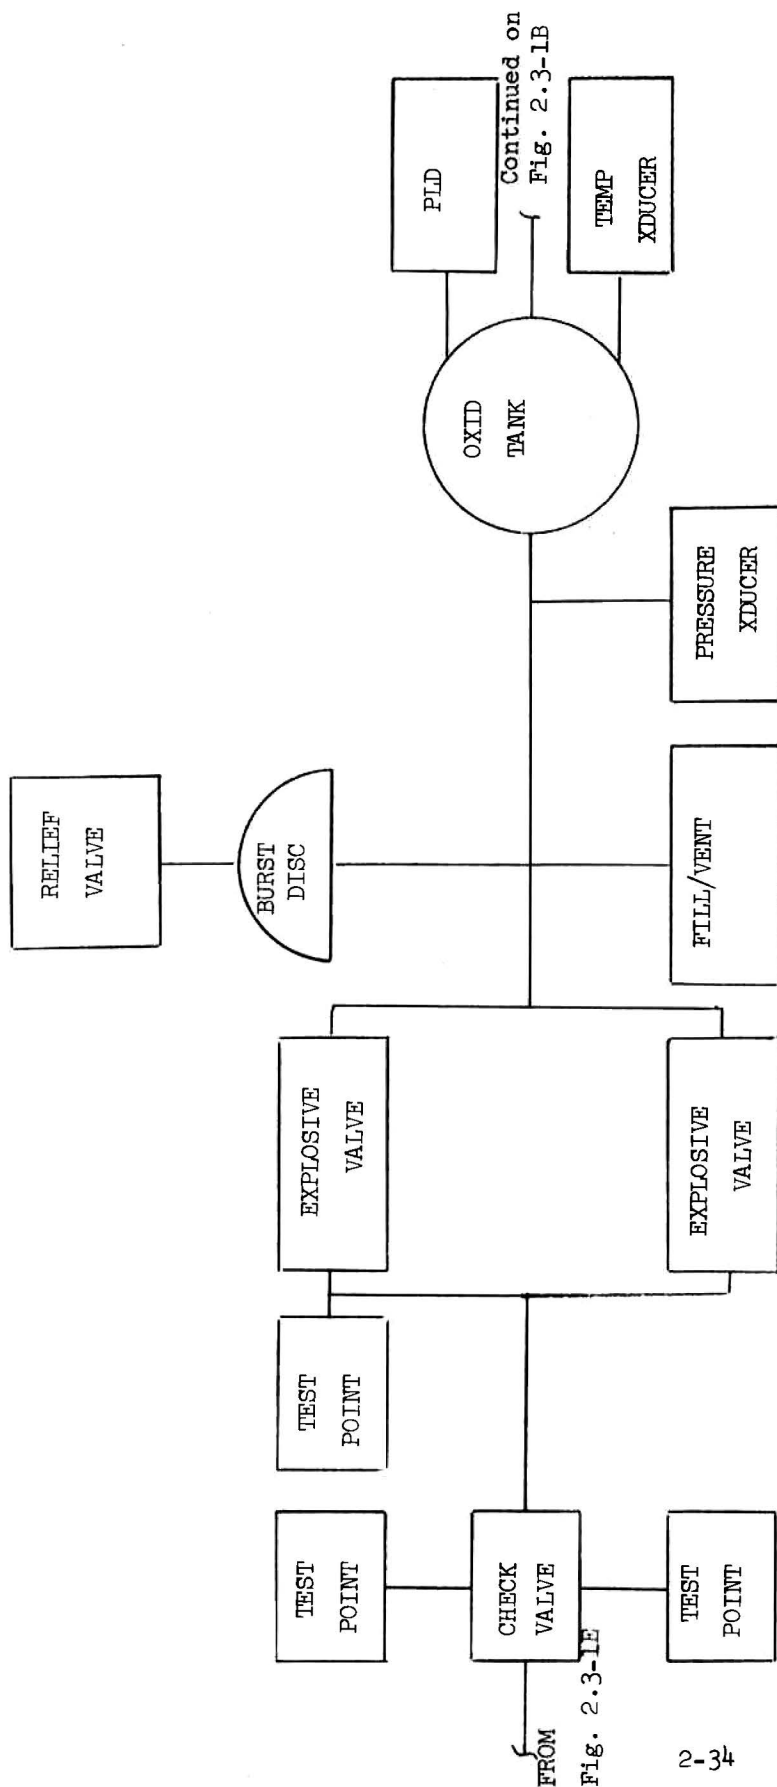 RELIEF
VALVE
BURST
DISC
TEST
POINT
TEST
POINT
EXPLOSIVE
VALVE
PLD
FROM
Fig. 2.3-1E
CHECK
VALVE
OXID
TANK
Continued on
Fig. 2.3-1B
TEMP
XDUCER
TEST
POINT
EXPLOSIVE
VALVE
FILL/VENT
PRESSURE
XDUCER
2-34